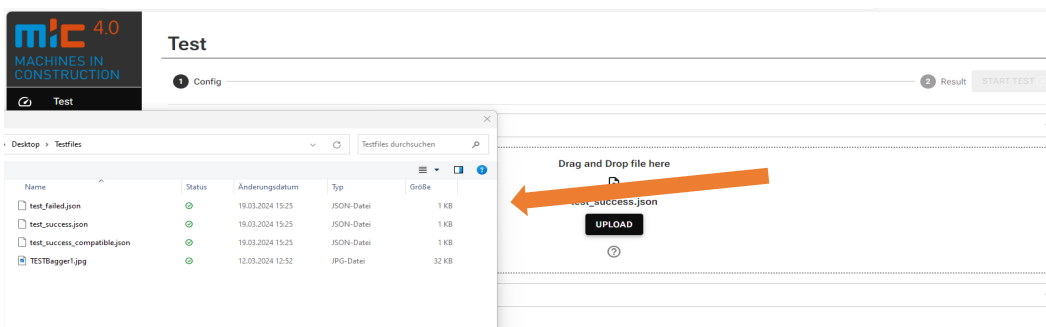 mic 4.0
MACHINES IN
CONSTRUCTION
Test
Test
1 Config
2 Result START TEST
Desktop > Testfiles
Testfiles durchsuchen
Name Status Änderungsdatum Typ Größe
test_failed.json 19.03.2024 15:25 JSON-Datei 1 KB
test_success.json 19.03.2024 15:25 JSON-Datei 1 KB
test_success_compatible.json 19.03.2024 15:25 JSON-Datei 1 KB
TESTBagger1.jpg 12.03.2024 12:52 JPG-Datei 32 KB
Drag and Drop file here
test_success.json
UPLOAD